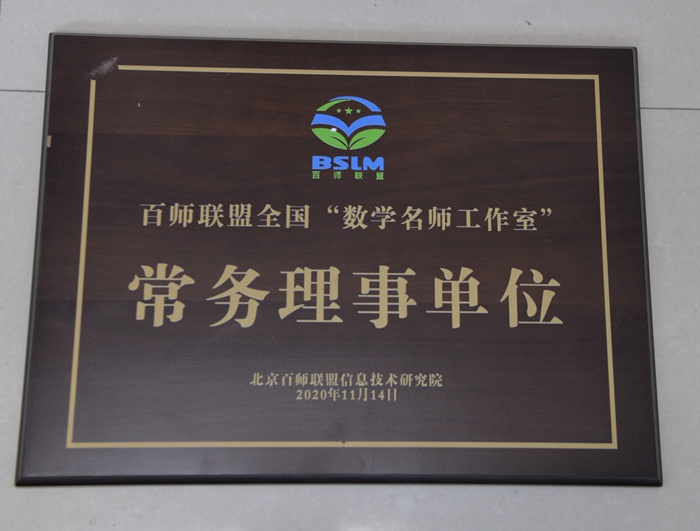 BSLM
百师联盟
百师联盟全国“数学名师工作室”
常务理事单位
北京百师联盟信息技术研究院
2020年11月14日